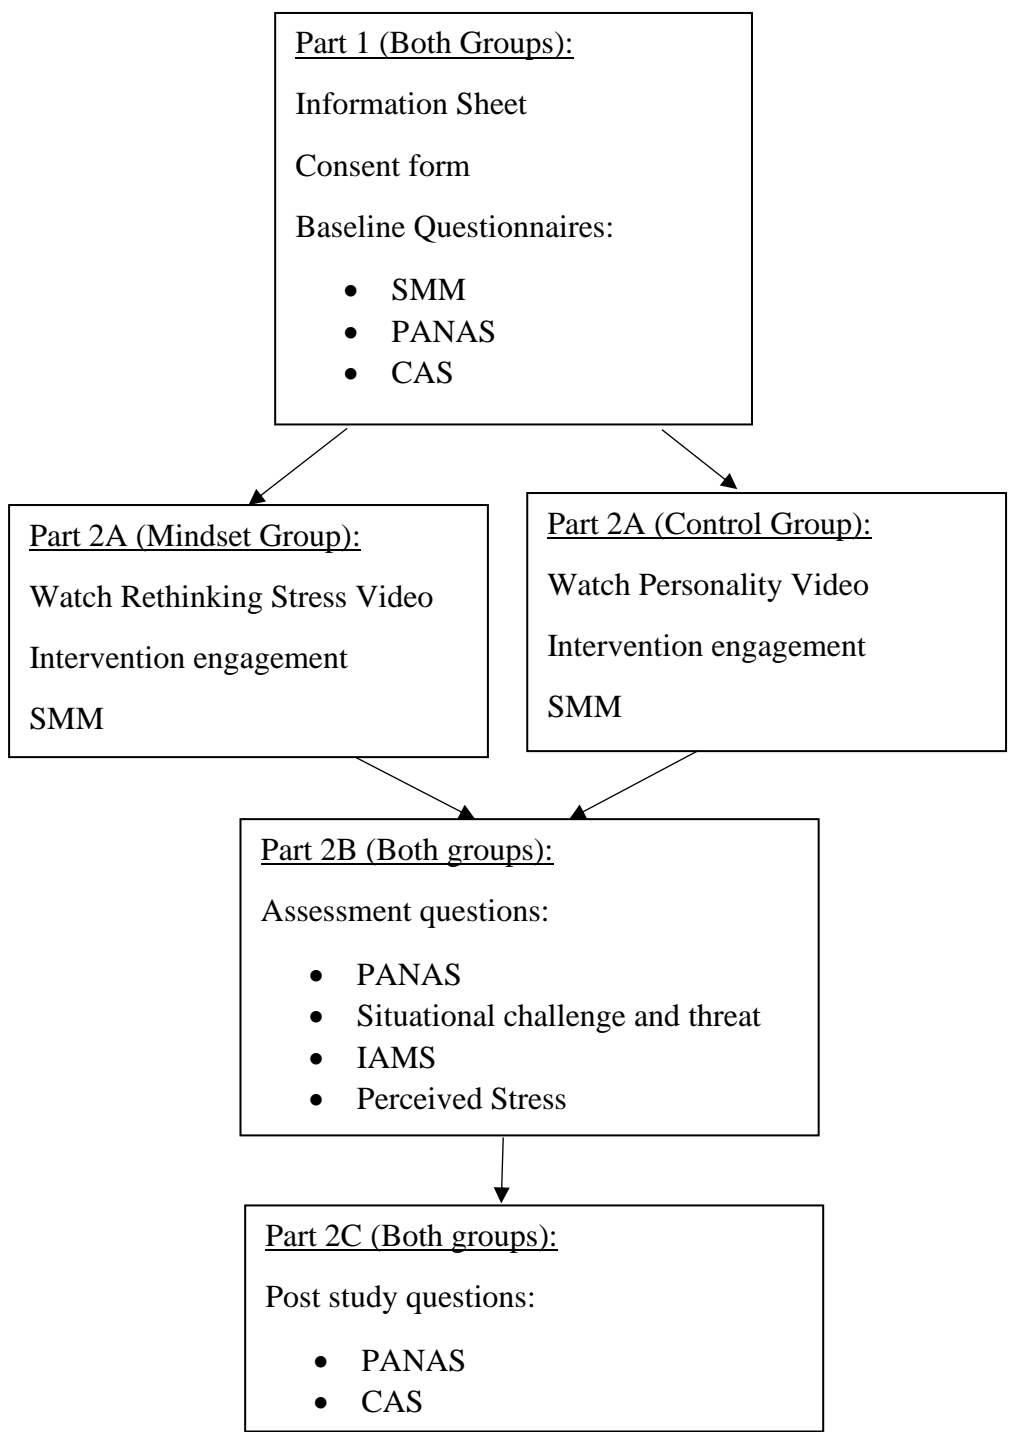 Part 1 (Both Groups):
Information Sheet
Consent form
Baseline Questionnaires:
• SMM
• PANAS
• CAS
Part 2A (Mindset Group):
Watch Rethinking Stress Video
Intervention engagement
SMM
Part 2A (Control Group):
Watch Personality Video
Intervention engagement
SMM
Part 2B (Both groups):
Assessment questions:
• PANAS
• Situational challenge and threat
• IAMS
• Perceived Stress
Part 2C (Both groups):
Post study questions:
• PANAS
• CAS